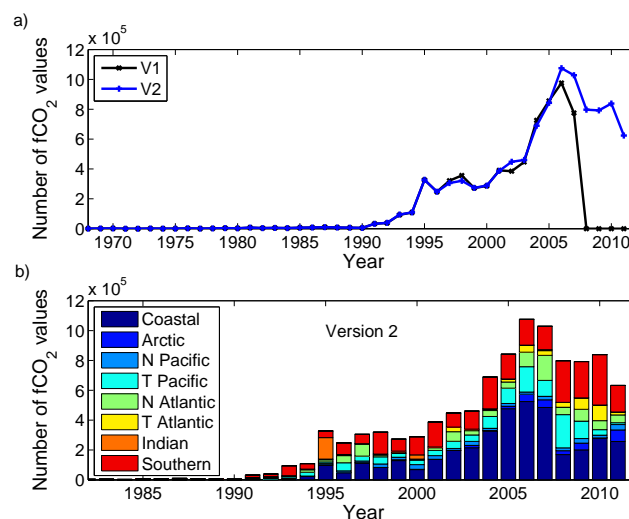 a)
x 10^5
12
10
8
6
4
2
0
Number of fCO₂ values
V1
V2
1970 1975 1980 1985 1990 1995 2000 2005 2010
Year
b)
x 10^5
12
10
8
6
4
2
0
Number of fCO₂ values
Version 2
Coastal
Arctic
N Pacific
T Pacific
N Atlantic
T Atlantic
Indian
Southern
1985 1990 1995 2000 2005 2010
Year